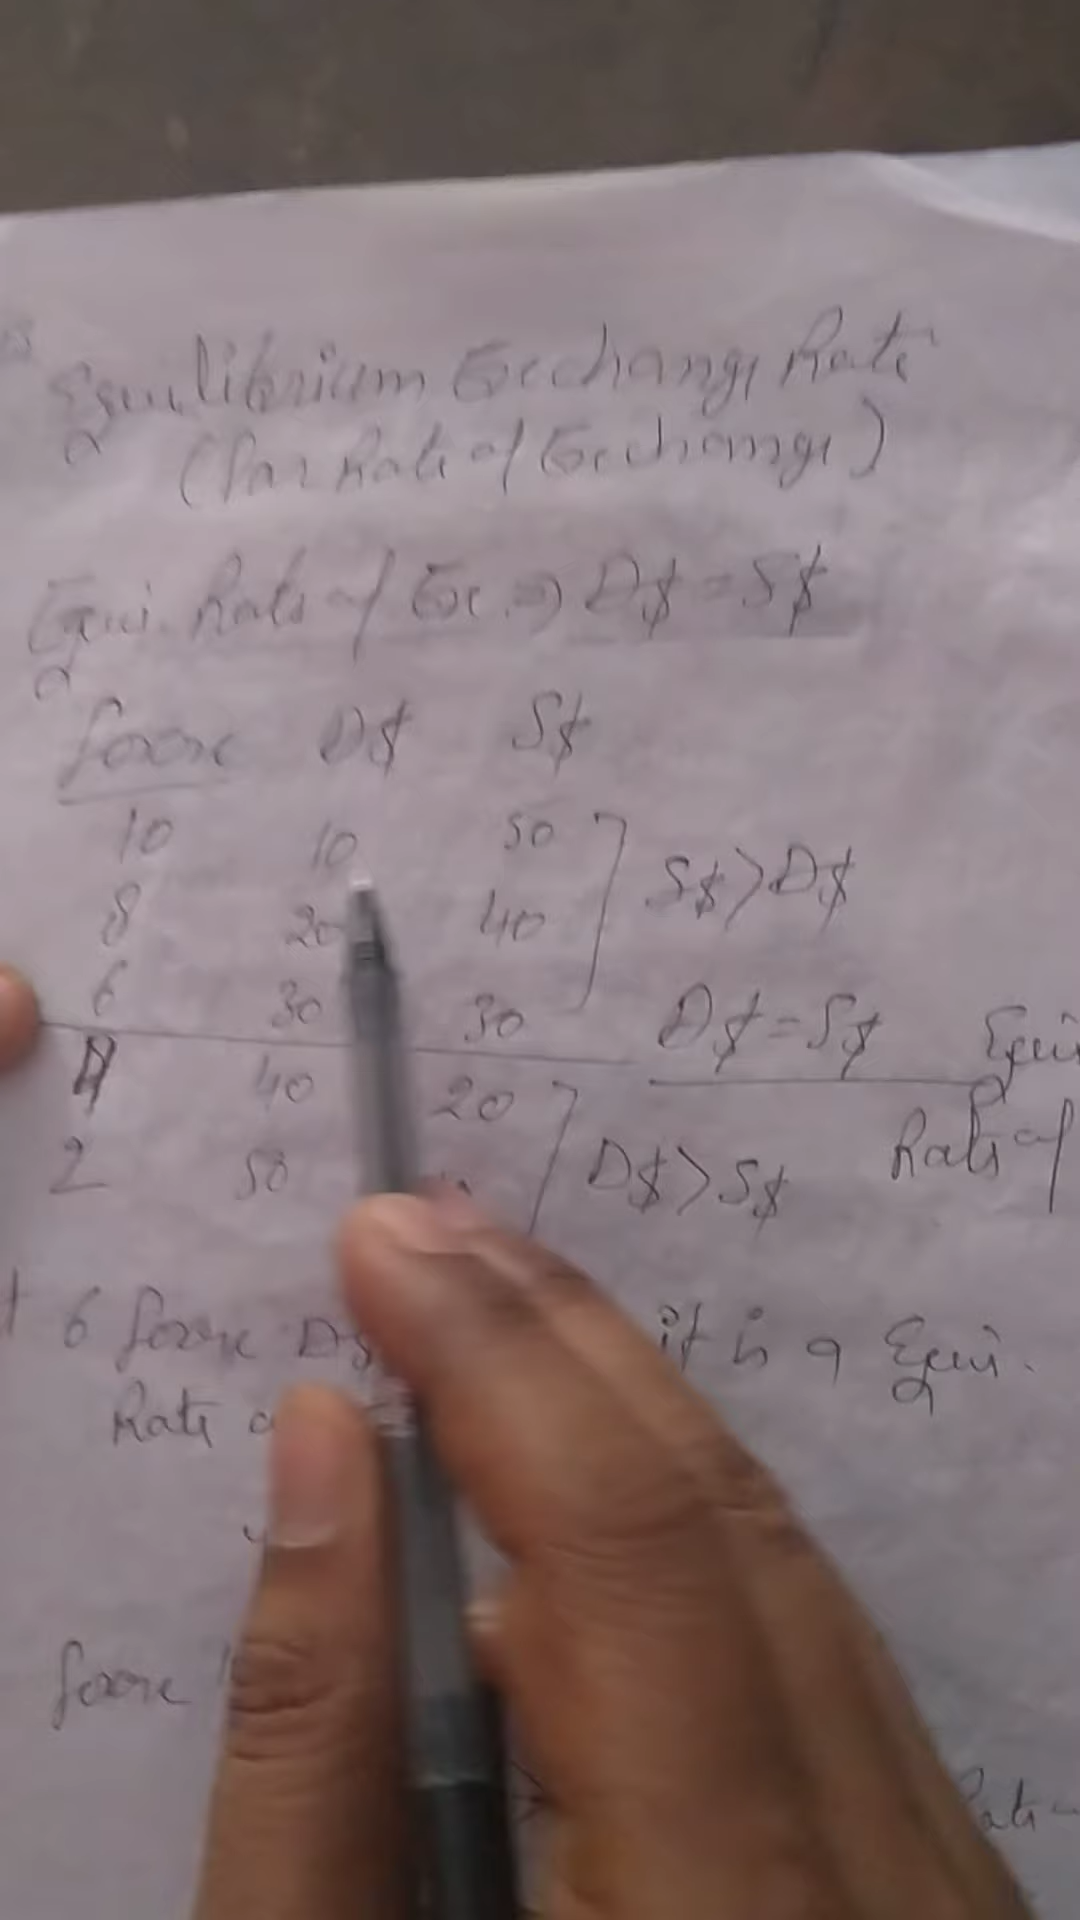 Equilibrium Exchange Rate
(Par Rate of Exchange)
Equi. Rate of Ex. => D$ = S$
forex D$ S$
10 10 50
8 20 40 ] S$ > D$
6 30 30 D$ = S$ Equi
4 40 20 Rate of
2 50 ] D$ > S$
6 forex D$ it is a Equi.
Rate
forex
Rate